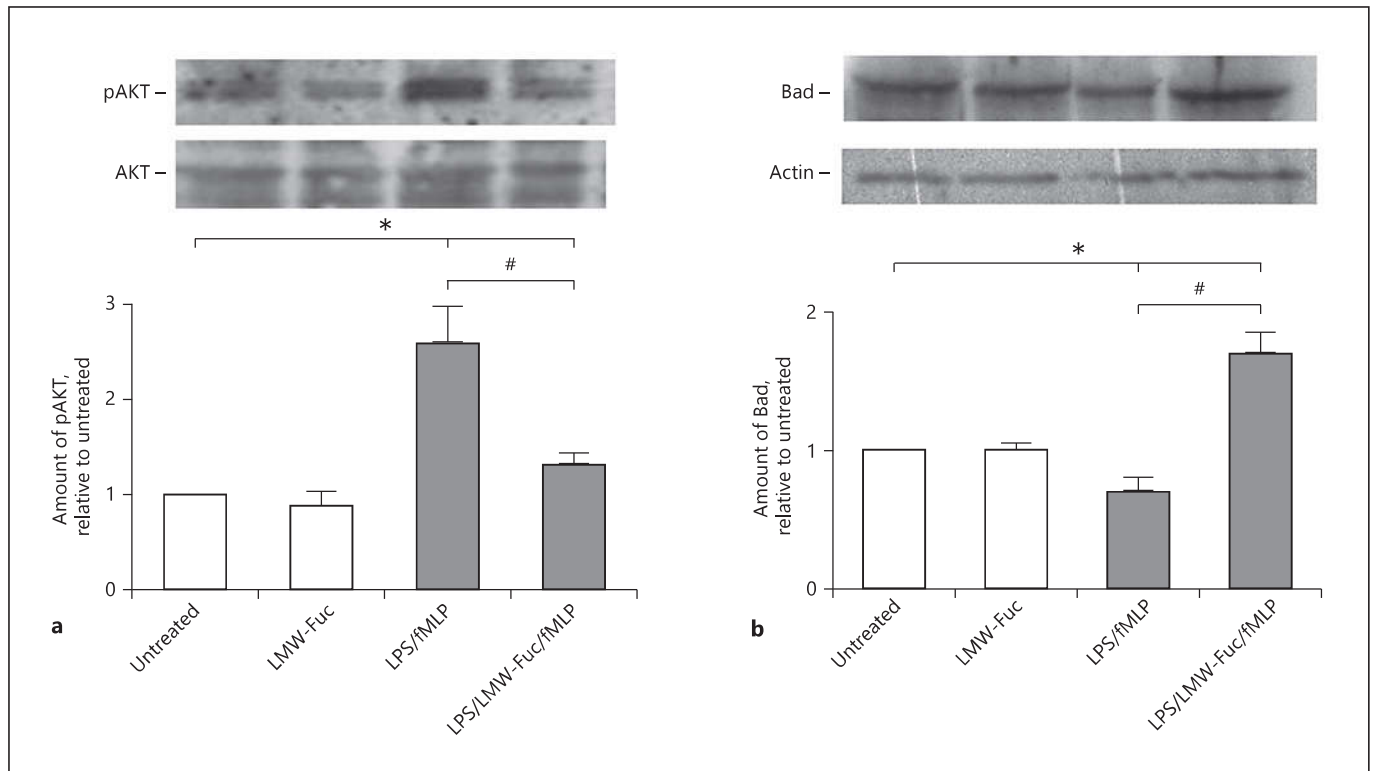 pAKT –
AKT –
*
#
3
2
1
0
Amount of pAKT,
relative to untreated
Untreated
LMW-Fuc
LPS/fMLP
LPS/LMW-Fuc/fMLP
a
Bad –
Actin –
*
#
2
1
0
Amount of Bad,
relative to untreated
Untreated
LMW-Fuc
LPS/fMLP
LPS/LMW-Fuc/fMLP
b